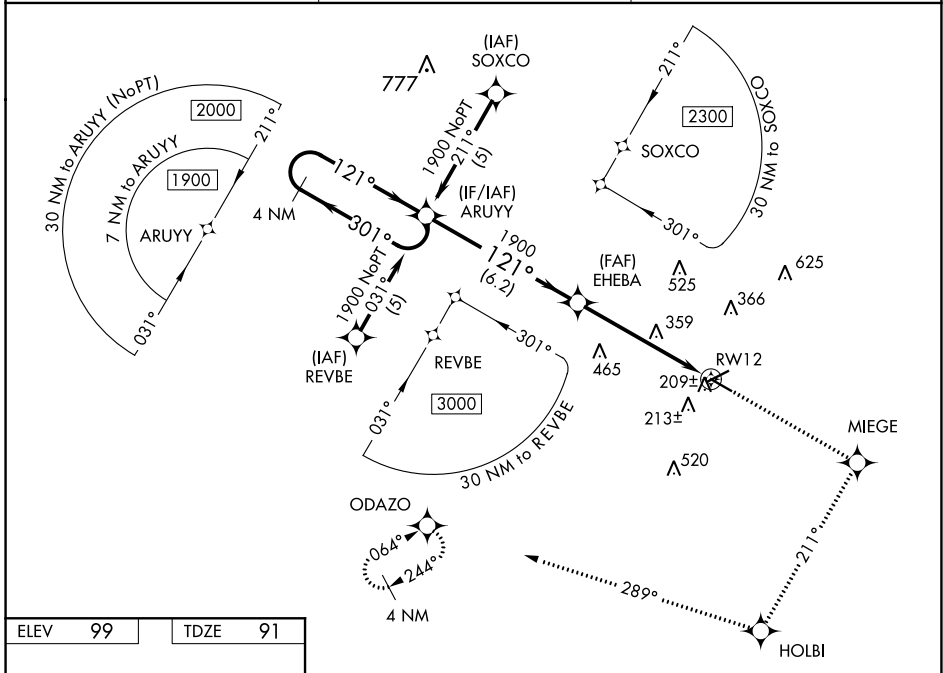 (IAF)
SOXCO
777
211°
2300
SOXCO
301°
30 NM to SOXCO
30 NM to ARUYY (NoPT)
2000
211°
7 NM to ARUYY
1900
ARUYY
031°
1900 NoPT
211°
(5)
121°
4 NM
301°
(IF/IAF)
ARUYY
1900
121°
(6.2)
(FAF)
EHEBA
525
625
366
359
465
RW12
209±
213±
520
1900 NoPT
031°
(5)
(IAF)
REVBE
301°
REVBE
3000
031°
30 NM to REVBE
MIEGE
211°
ODAZO
064°
244°
4 NM
289°
HOLBI
ELEV 99
TDZE 91